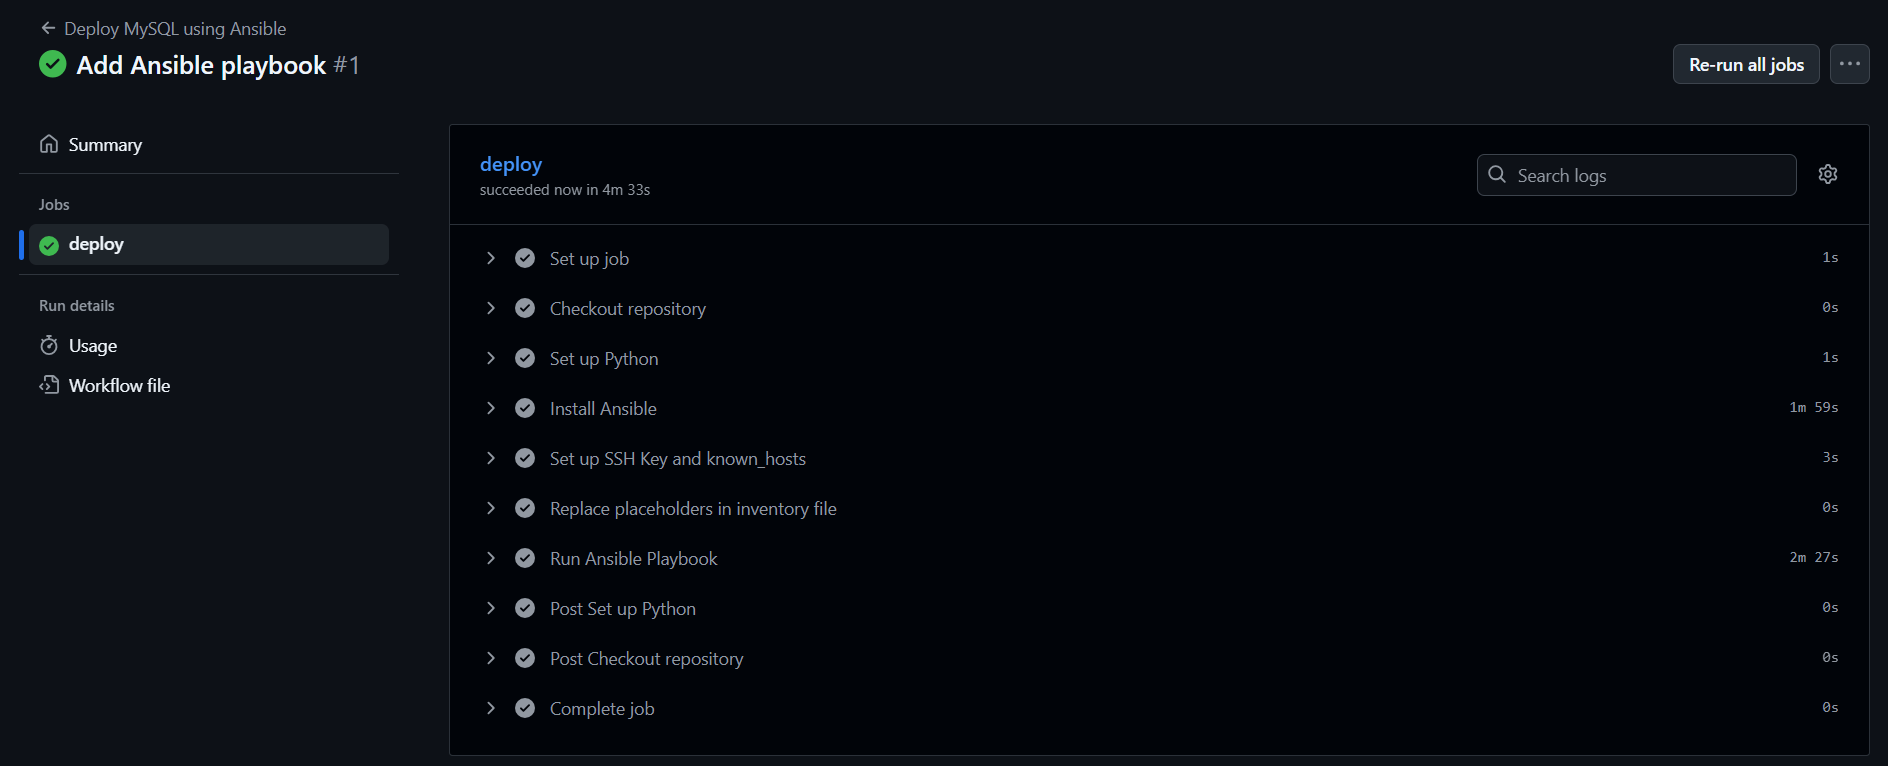 Deploy MySQL using Ansible
Add Ansible playbook #1
Re-run all jobs
Summary
Jobs
deploy
Run details
Usage
Workflow file
deploy
succeeded now in 4m 33s
Search logs
Set up job 1s
Checkout repository 0s
Set up Python 1s
Install Ansible 1m 59s
Set up SSH Key and known_hosts 3s
Replace placeholders in inventory file 0s
Run Ansible Playbook 2m 27s
Post Set up Python 0s
Post Checkout repository 0s
Complete job 0s